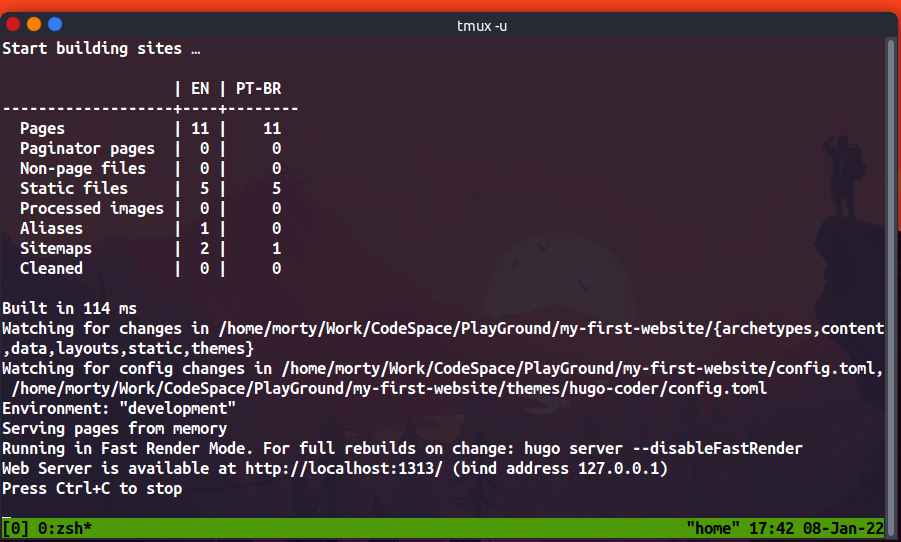 tmux -u
Start building sites …
| EN | PT-BR
-------------------+----+--------
Pages | 11 | 11
Paginator pages | 0 | 0
Non-page files | 0 | 0
Static files | 5 | 5
Processed images | 0 | 0
Aliases | 1 | 0
Sitemaps | 2 | 1
Cleaned | 0 | 0
Built in 114 ms
Watching for changes in /home/morty/Work/CodeSpace/PlayGround/my-first-website/{archetypes,content
,data,layouts,static,themes}
Watching for config changes in /home/morty/Work/CodeSpace/PlayGround/my-first-website/config.toml,
/home/morty/Work/CodeSpace/PlayGround/my-first-website/themes/hugo-coder/config.toml
Environment: "development"
Serving pages from memory
Running in Fast Render Mode. For full rebuilds on change: hugo server --disableFastRender
Web Server is available at http://localhost:1313/ (bind address 127.0.0.1)
Press Ctrl+C to stop
[0] 0:zsh* "home" 17:42 08-Jan-22